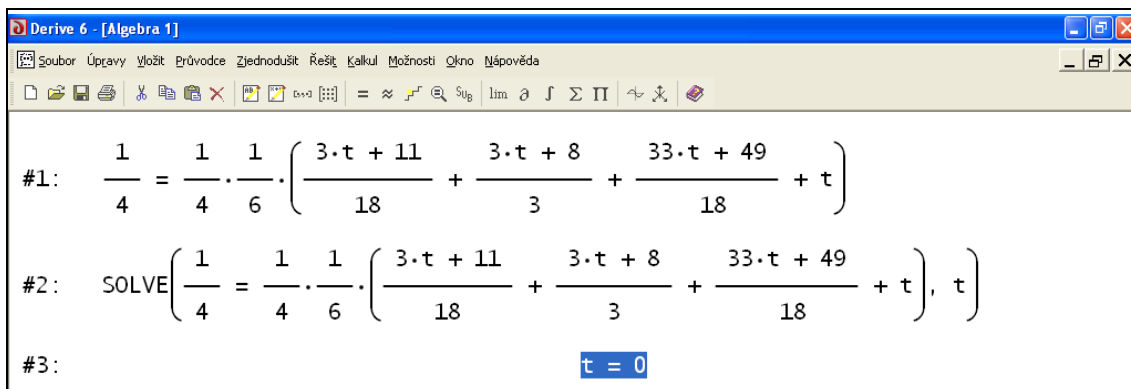 Derive 6 - [Algebra 1]
Soubor Úpravy Vložit Průvodce Zjednodušit Řešit Kalkul Možnosti Okno Nápověda
= ≈ SUB lim ∂ ∫ Σ Π
#1: 1/4 = 1/4·1/6·((3·t + 11)/18 + (3·t + 8)/3 + (33·t + 49)/18 + t)
#2: SOLVE(1/4 = 1/4·1/6·((3·t + 11)/18 + (3·t + 8)/3 + (33·t + 49)/18 + t), t)
#3: t = 0